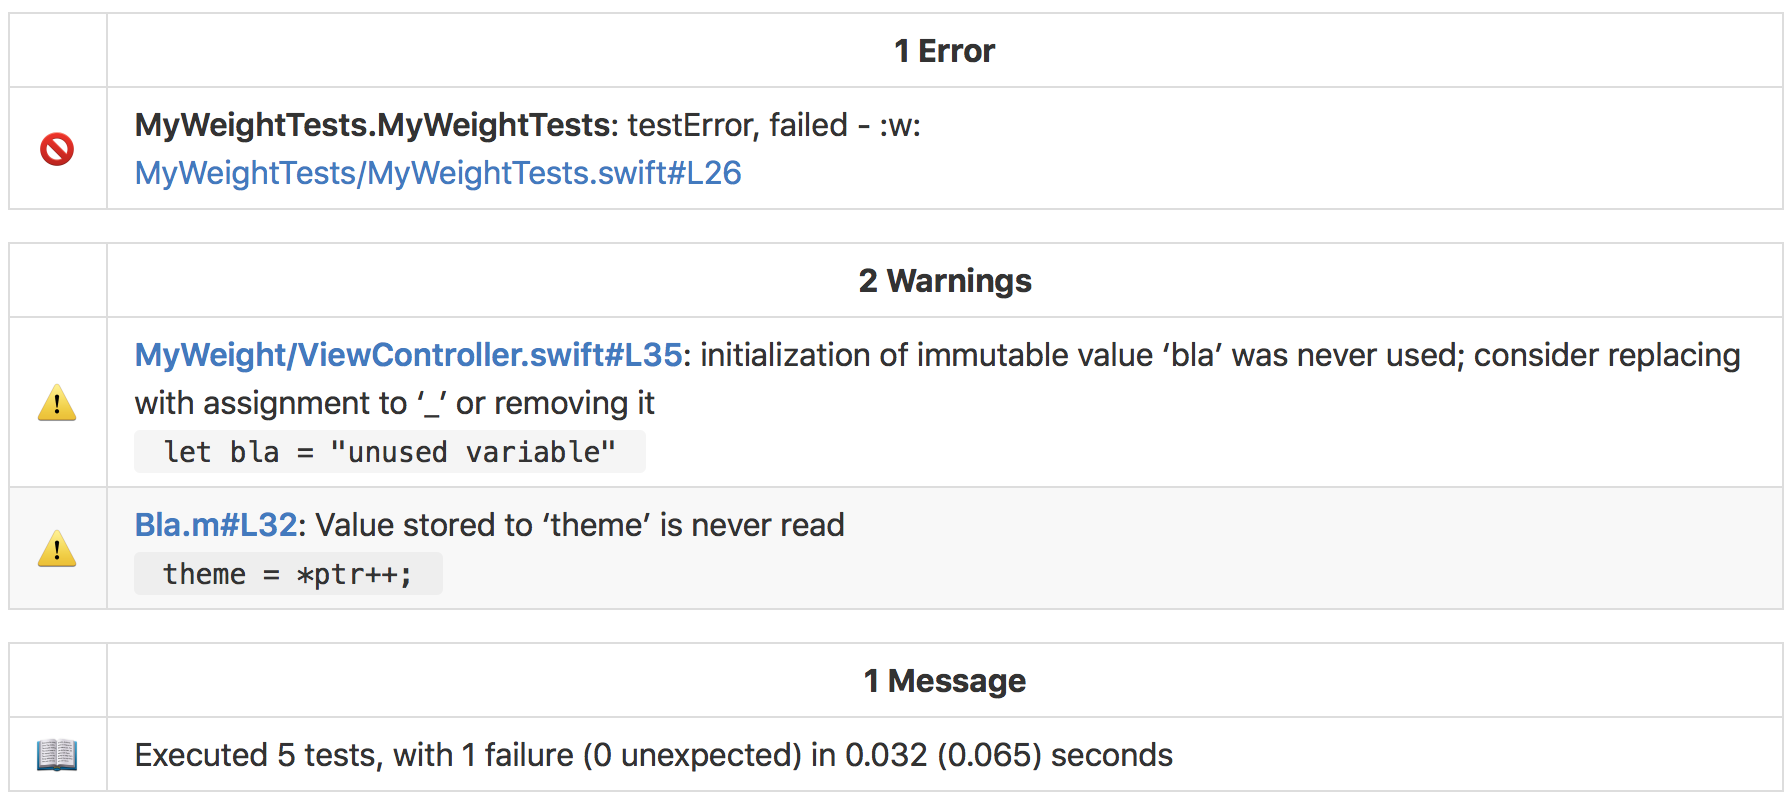 1 Error
MyWeightTests.MyWeightTests: testError, failed - :w:
MyWeightTests/MyWeightTests.swift#L26
2 Warnings
MyWeight/ViewController.swift#L35: initialization of immutable value ‘bla’ was never used; consider replacing
with assignment to ‘_’ or removing it
let bla = "unused variable"
Bla.m#L32: Value stored to ‘theme’ is never read
theme = *ptr++;
1 Message
Executed 5 tests, with 1 failure (0 unexpected) in 0.032 (0.065) seconds